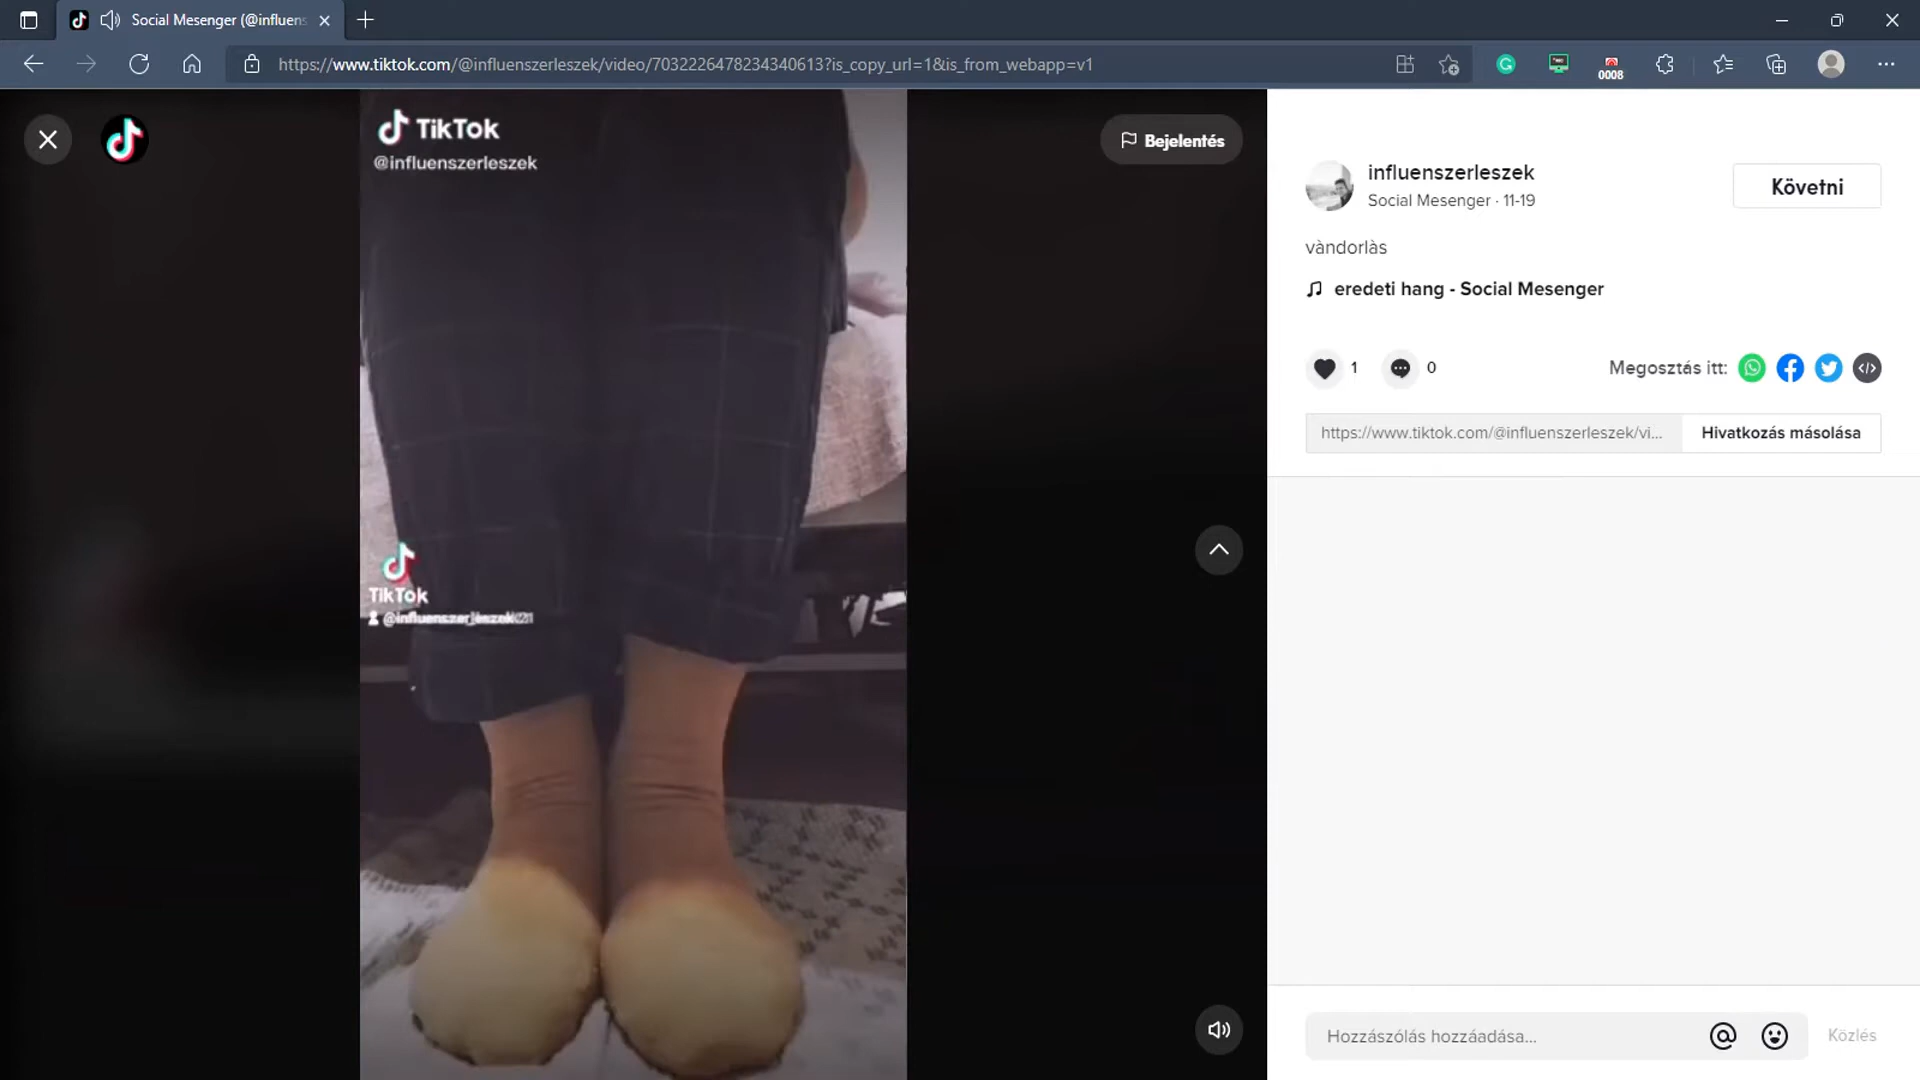 Social Mesenger (@influens
https://www.tiktok.com/@influenszerleszek/video/7032226478234340613?is_copy_url=1&is_from_webapp=v1
0008
TikTok
@influenszerleszek
Bejelentés
TikTok
influenszerleszek
Social Mesenger · 11-19
Követni
vàndorlàs
eredeti hang - Social Mesenger
1
0
Megosztás itt:
https://www.tiktok.com/@influenszerleszek/vi...
Hivatkozás másolása
Hozzászólás hozzáadása...
Közlés